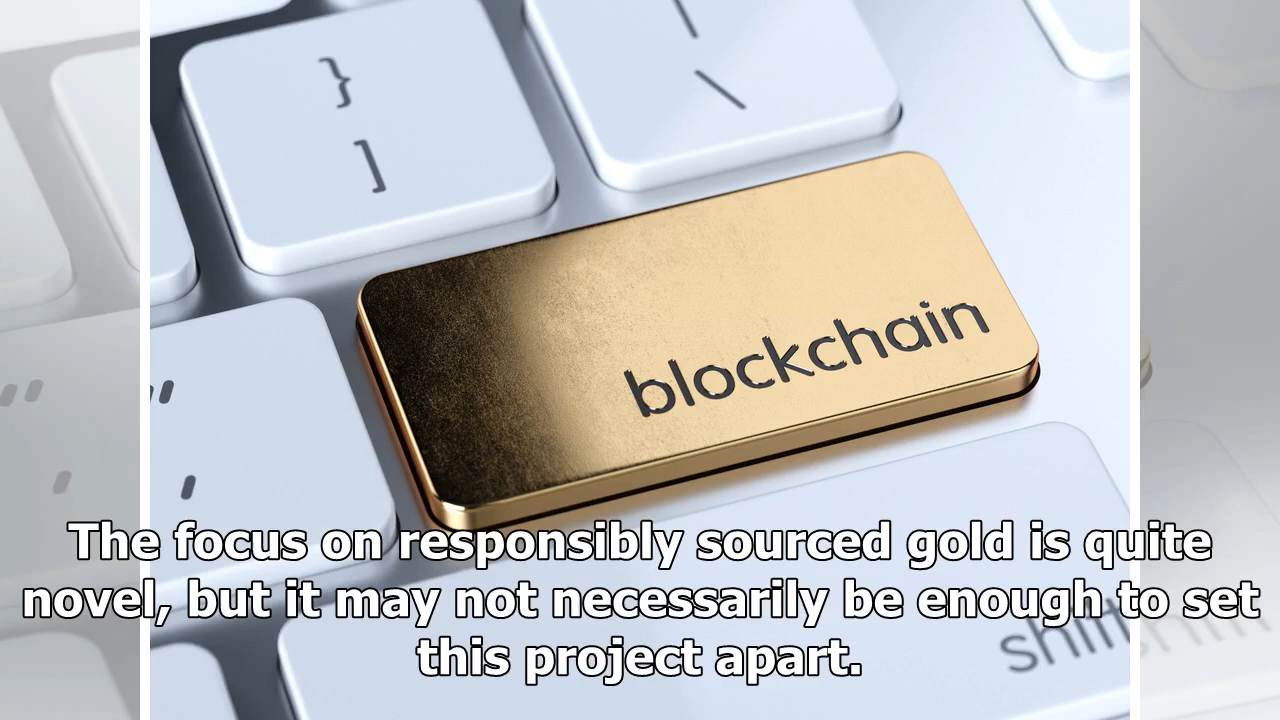 }
]
|
\
blockchain
"
"
,
shift
The focus on responsibly sourced gold is quite
novel, but it may not necessarily be enough to set
this project apart.